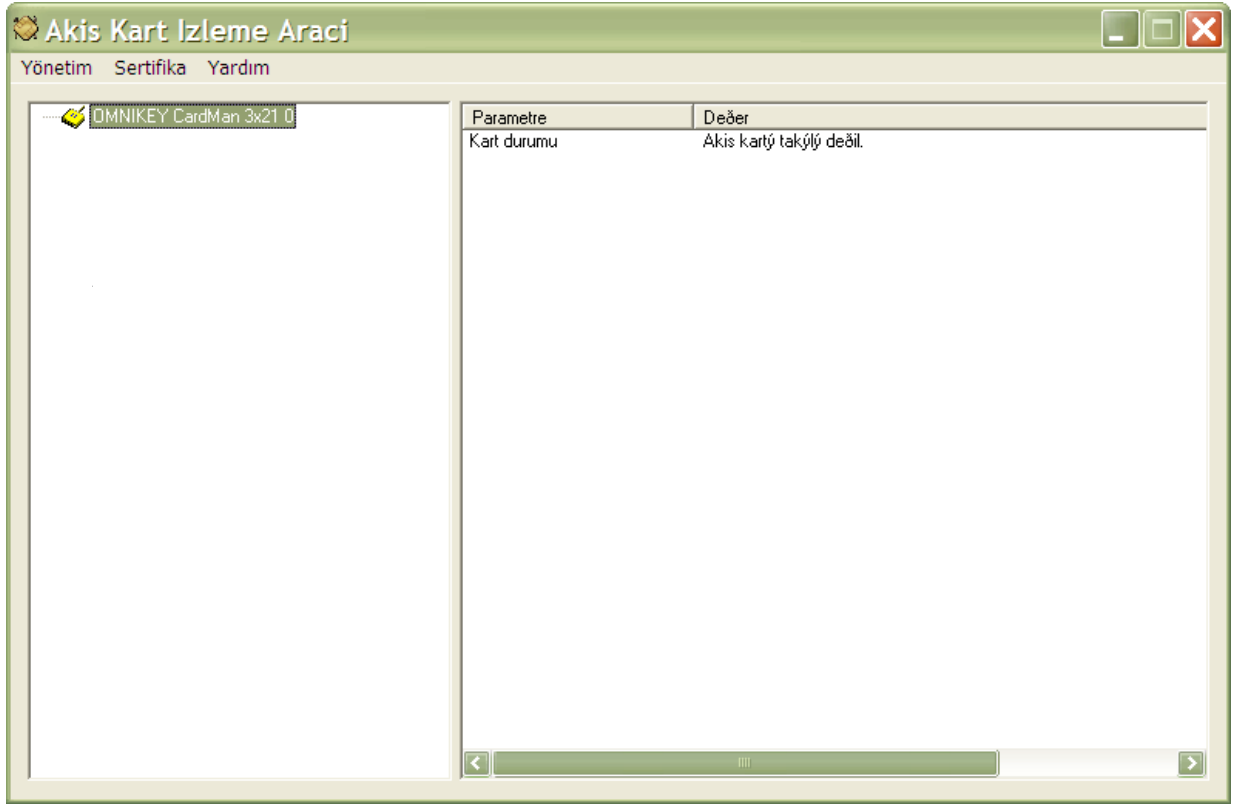 Akis Kart Izleme Araci
Yönetim Sertifika Yardım
OMNIKEY CardMan 3x21 0
Parametre Deðer
Kart durumu Akis kartý takýlý deðil.